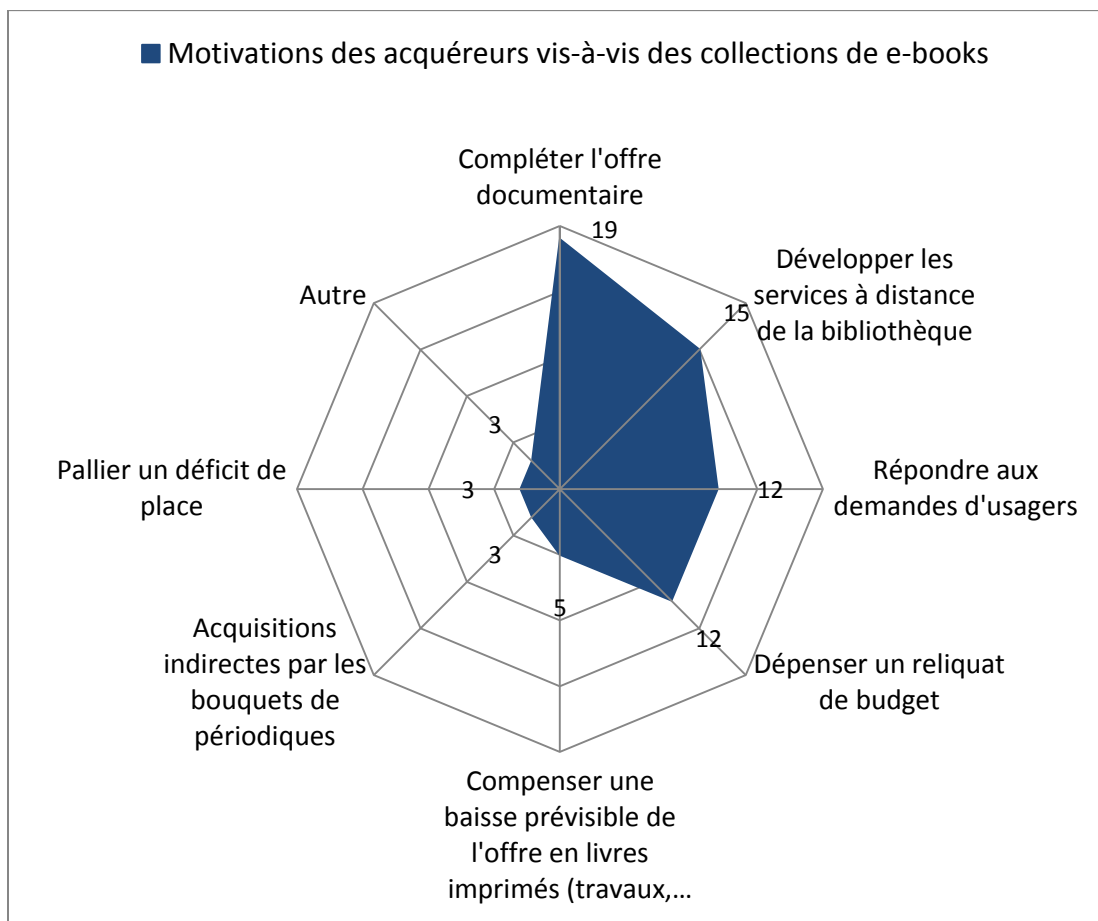 Motivations des acquéreurs vis-à-vis des collections de e-books
Compléter l'offre
documentaire
19
Développer les
services à distance
de la bibliothèque
15
Répondre aux
demandes d'usagers
12
Dépenser un reliquat
de budget
12
Compenser une
baisse prévisible de
l'offre en livres
imprimés (travaux,...
5
Acquisitions
indirectes par les
bouquets de
périodiques
3
Pallier un déficit de
place
3
Autre
3